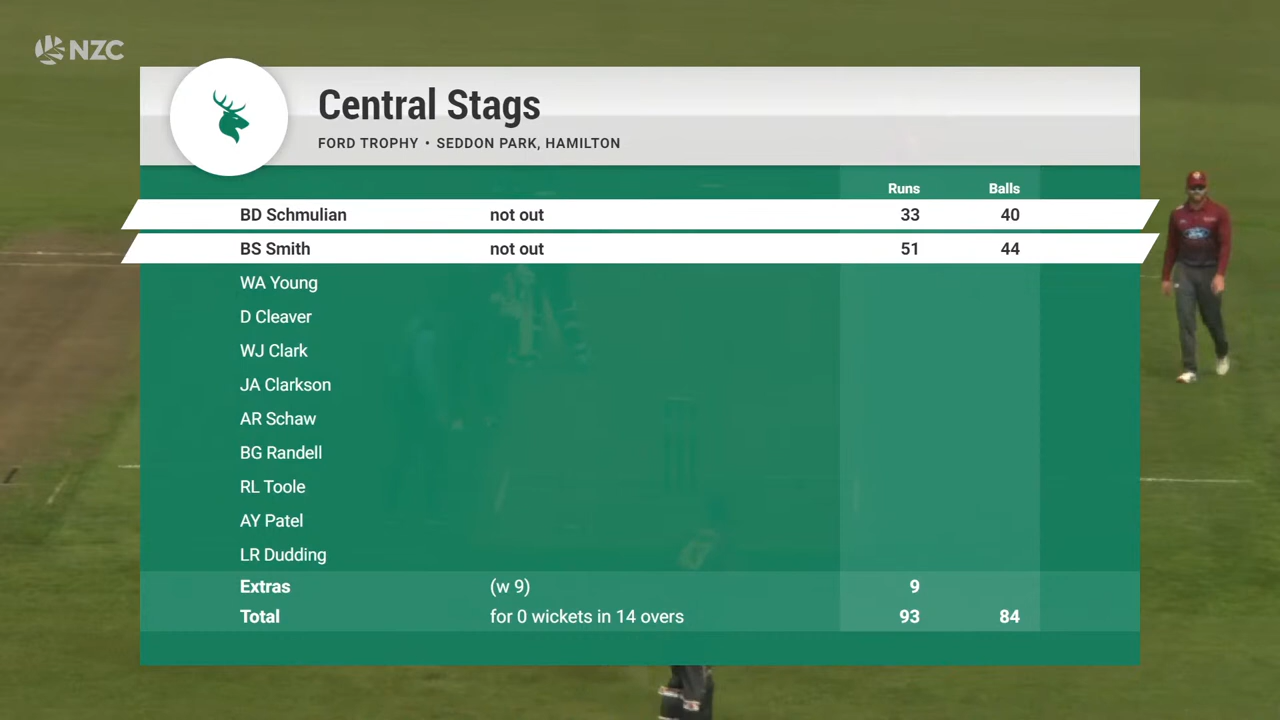 NZC
Central Stags
FORD TROPHY • SEDDON PARK, HAMILTON
Runs Balls
BD Schmulian not out 33 40
BS Smith not out 51 44
WA Young
D Cleaver
WJ Clark
JA Clarkson
AR Schaw
BG Randell
RL Toole
AY Patel
LR Dudding
Extras (w 9) 9
Total for 0 wickets in 14 overs 93 84